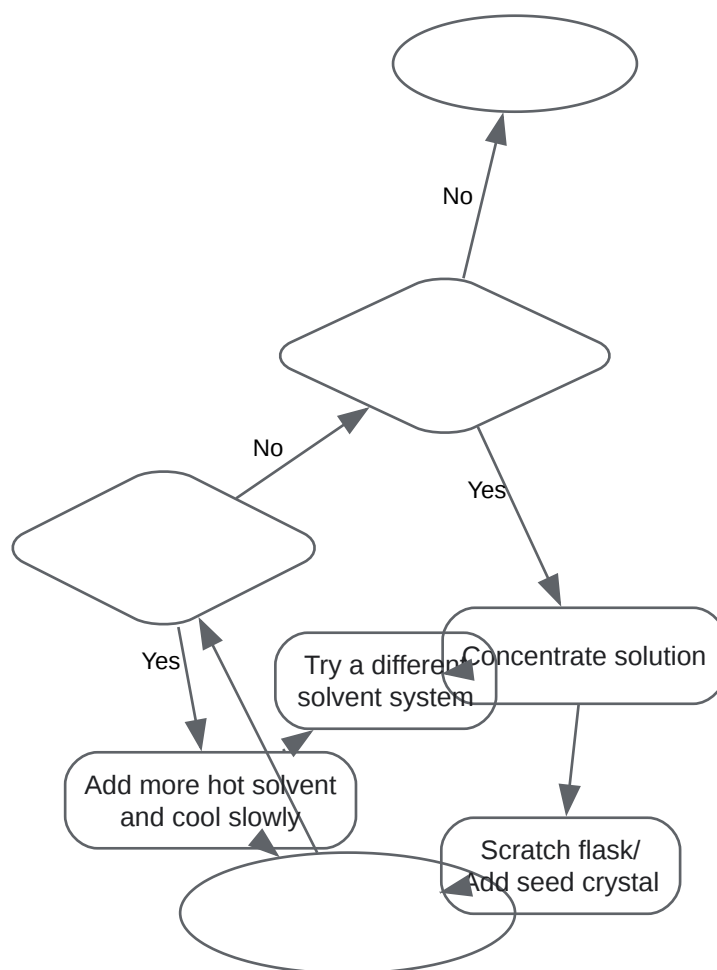 No
No
Yes
Yes
Try a different
solvent system
Concentrate solution
Add more hot solvent
and cool slowly
Scratch flask/
Add seed crystal